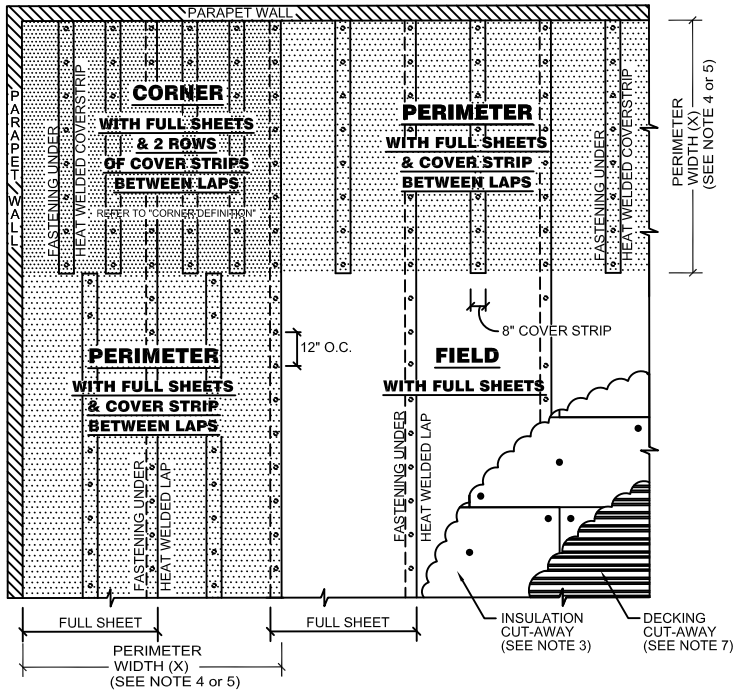 PARAPET WALL
PARAPET WALL
CORNER
WITH FULL SHEETS
& 2 ROWS
OF COVER STRIPS
BETWEEN LAPS
REFER TO "CORNER DEFINITION"
FASTENING UNDER
HEAT WELDED COVERSTRIP
PERIMETER
WITH FULL SHEETS
& COVER STRIP
BETWEEN LAPS
FASTENING UNDER
HEAT WELDED COVERSTRIP
PERIMETER
WIDTH (X)
(SEE NOTE 4 or 5)
8" COVER STRIP
12" O.C.
PERIMETER
WITH FULL SHEETS
& COVER STRIP
BETWEEN LAPS
FASTENING UNDER
HEAT WELDED LAP
FIELD
WITH FULL SHEETS
FASTENING UNDER
HEAT WELDED LAP
FULL SHEET
FULL SHEET
INSULATION
CUT-AWAY
(SEE NOTE 3)
DECKING
CUT-AWAY
(SEE NOTE 7)
PERIMETER
WIDTH (X)
(SEE NOTE 4 or 5)